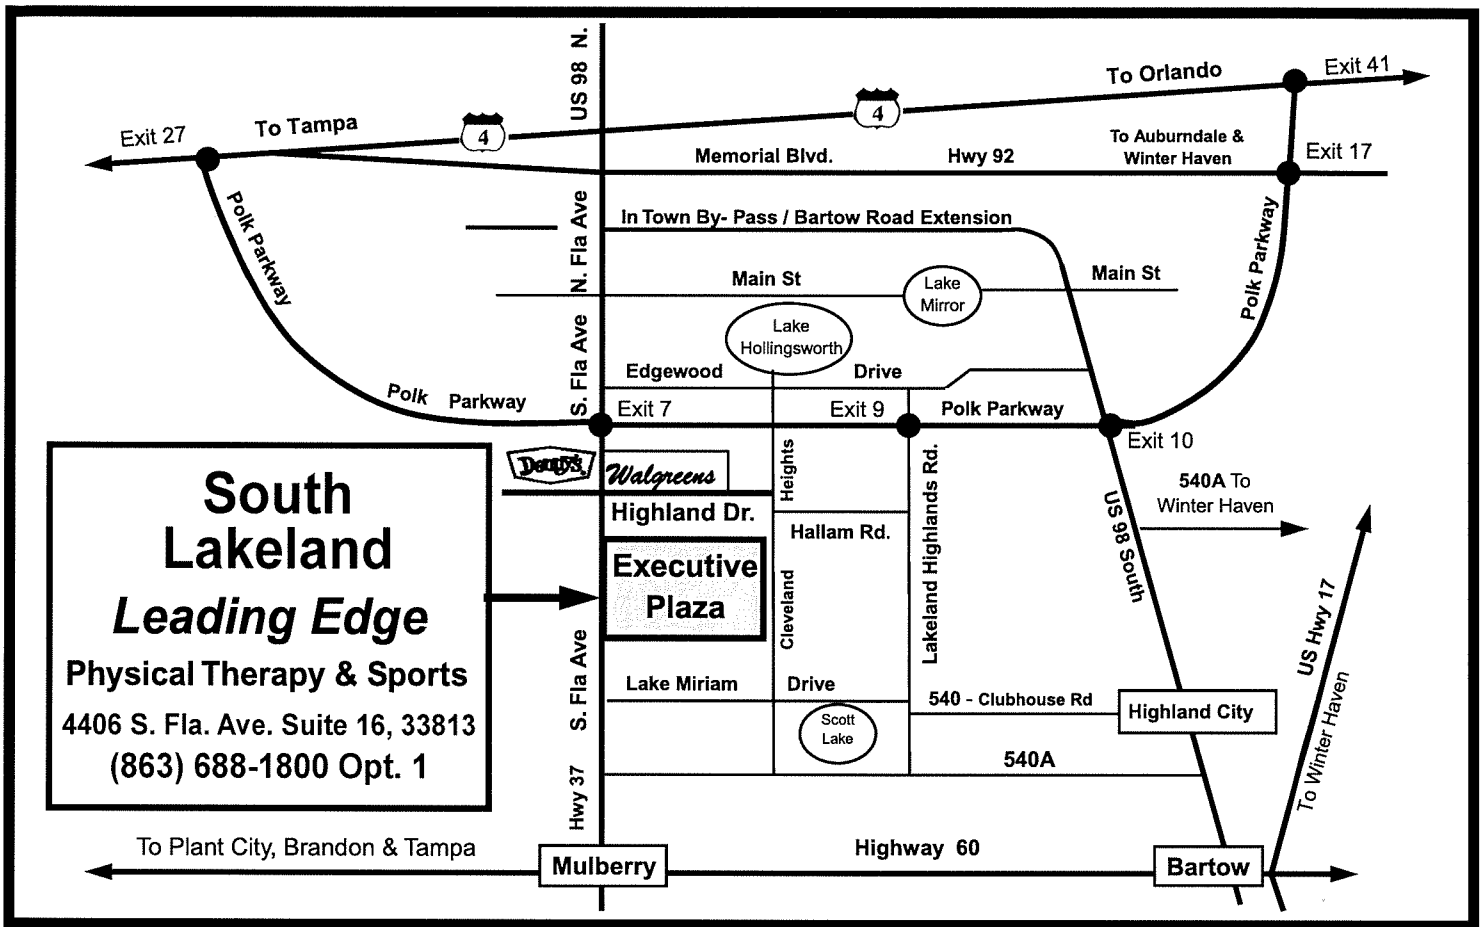 US 98 N.
To Orlando
Exit 41
4
4
To Tampa
Exit 27
To Auburndale &
Winter Haven
Exit 17
Memorial Blvd.
Hwy 92
Polk Parkway
N. Fla Ave
In Town By- Pass / Bartow Road Extension
Polk Parkway
Main St
Main St
Lake
Mirror
Lake
Hollingsworth
S. Fla Ave
Edgewood
Drive
Polk Parkway
Exit 7
Exit 9
Polk Parkway
Exit 10
Denny's
Walgreens
Heights
Lakeland Highlands Rd.
540A To
Winter Haven
US 98 South
Highland Dr.
Hallam Rd.
South
Lakeland
Leading Edge
Physical Therapy & Sports
4406 S. Fla. Ave. Suite 16, 33813
(863) 688-1800 Opt. 1
Executive
Plaza
Cleveland
US Hwy 17
To Winter Haven
S. Fla Ave
Lake Miriam
Drive
540 - Clubhouse Rd
Highland City
Scott
Lake
540A
Hwy 37
To Plant City, Brandon & Tampa
Mulberry
Highway 60
Bartow